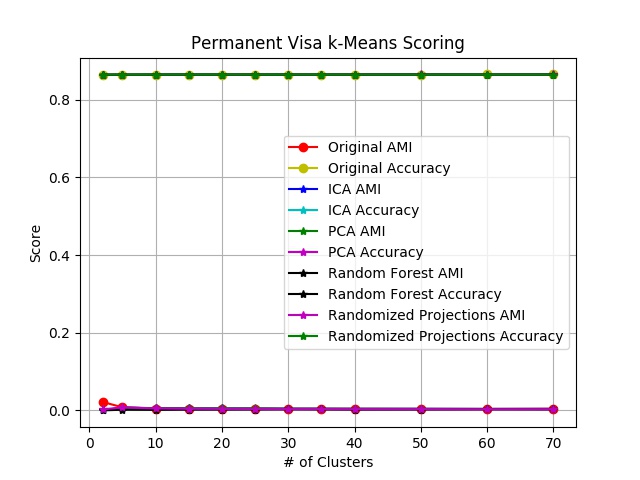 Permanent Visa k-Means Scoring
0.8
0.6
0.4
0.2
0.0
Score
Original AMI
Original Accuracy
ICA AMI
ICA Accuracy
PCA AMI
PCA Accuracy
Random Forest AMI
Random Forest Accuracy
Randomized Projections AMI
Randomized Projections Accuracy
0 10 20 30 40 50 60 70
# of Clusters